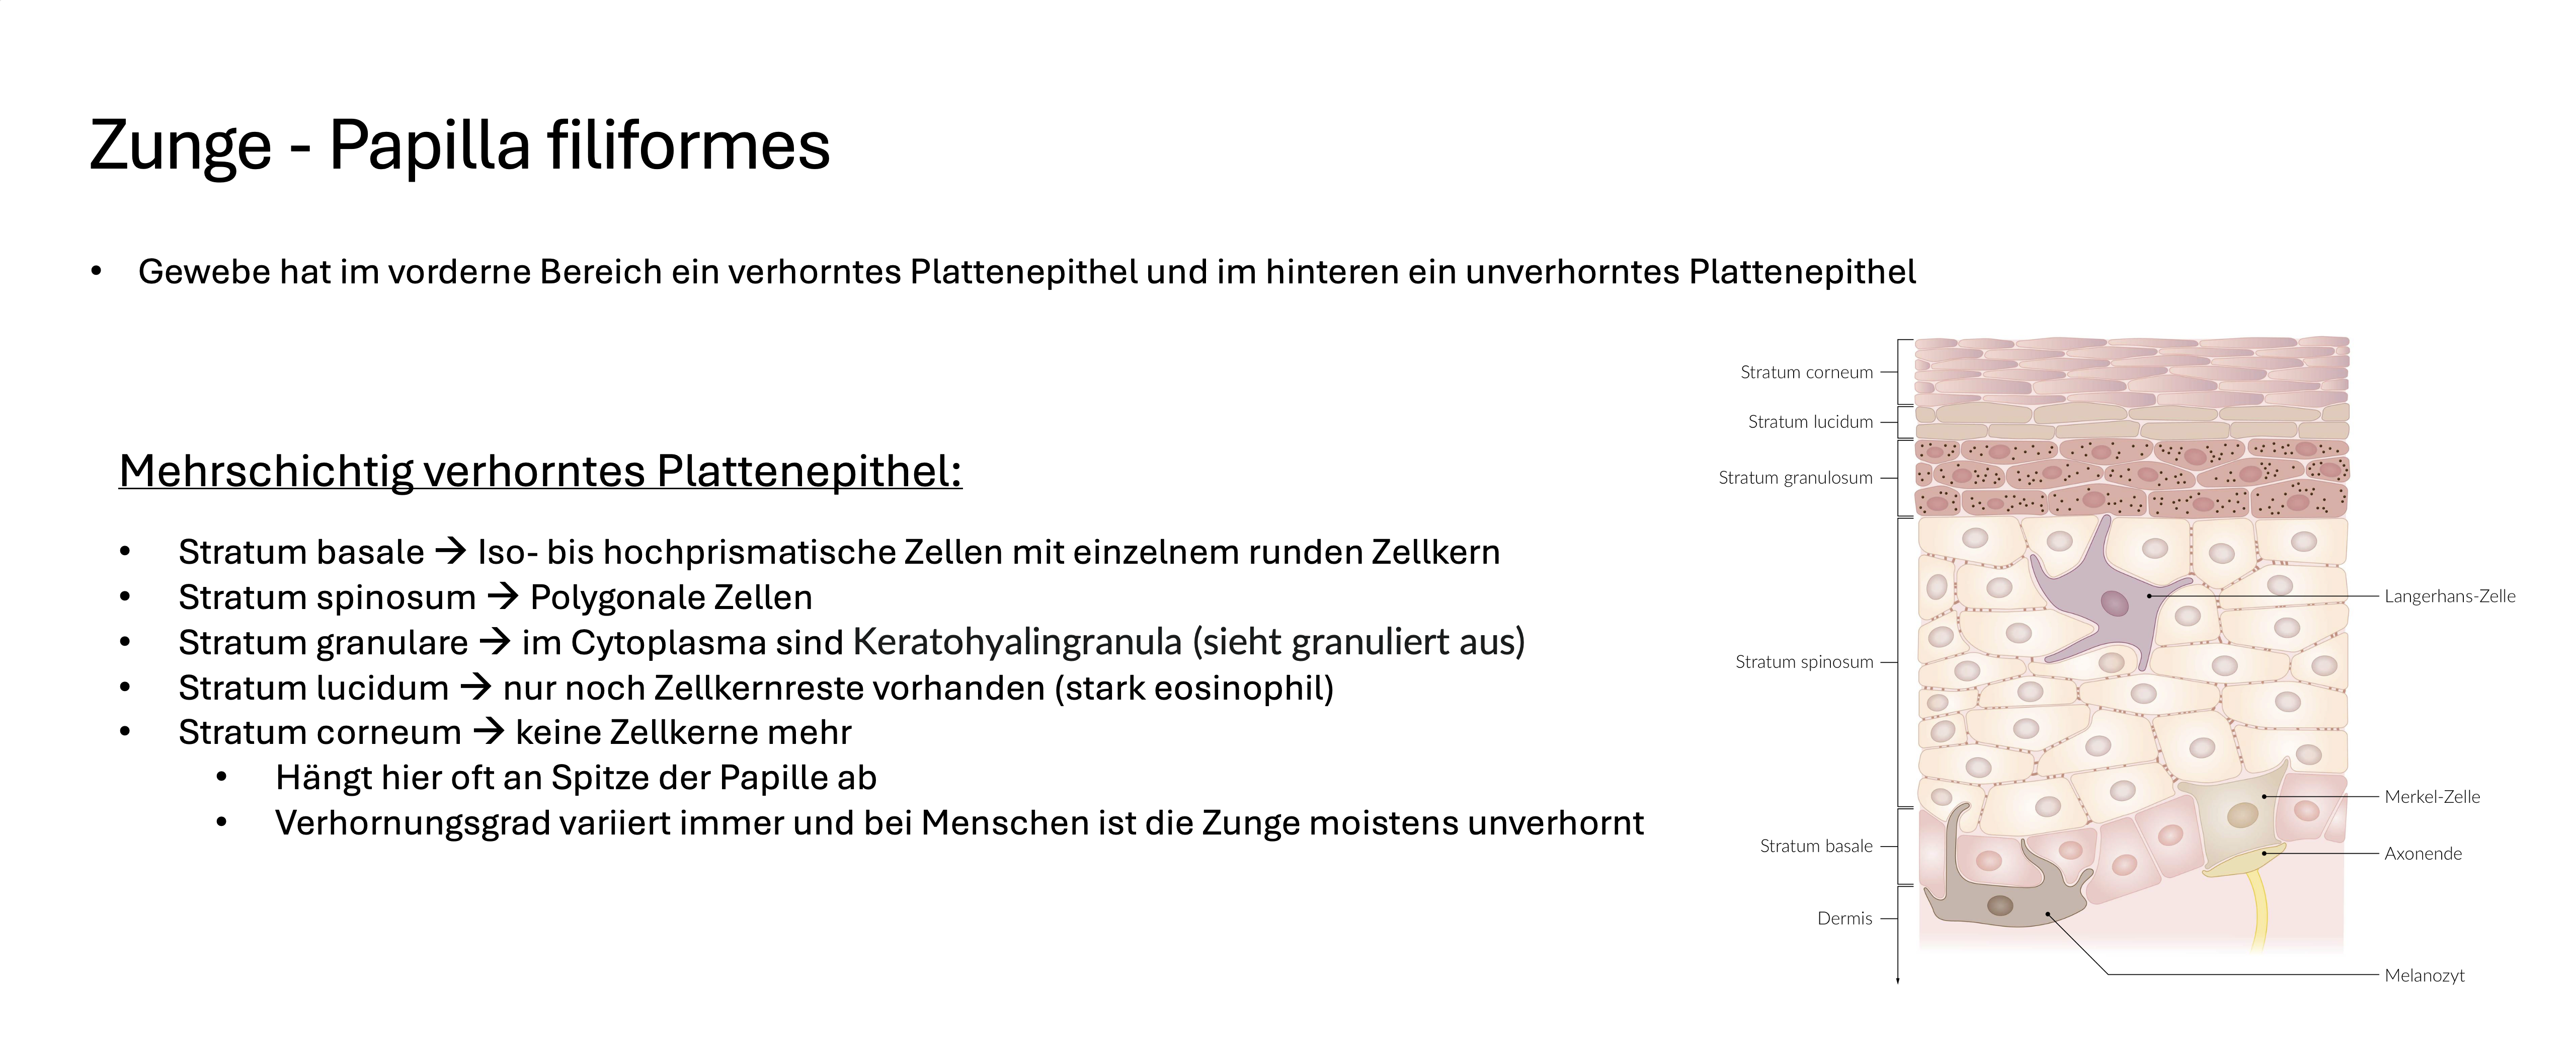 Zunge - Papilla filiformes
• Gewebe hat im vorderne Bereich ein verhorntes Plattenepithel und im hinteren ein unverhorntes Plattenepithel
Mehrschichtig verhorntes Plattenepithel:
• Stratum basale → Iso- bis hochprismatische Zellen mit einzelnem runden Zellkern
• Stratum spinosum → Polygonale Zellen
• Stratum granulare → im Cytoplasma sind Keratohyalingranula (sieht granuliert aus)
• Stratum lucidum → nur noch Zellkernreste vorhanden (stark eosinophil)
• Stratum corneum → keine Zellkerne mehr
• Hängt hier oft an Spitze der Papille ab
• Verhornungsgrad variiert immer und bei Menschen ist die Zunge moistens unverhornt
Stratum corneum
Stratum lucidum
Stratum granulosum
Stratum spinosum
Stratum basale
Dermis
Langerhans-Zelle
Merkel-Zelle
Axonende
Melanozyt